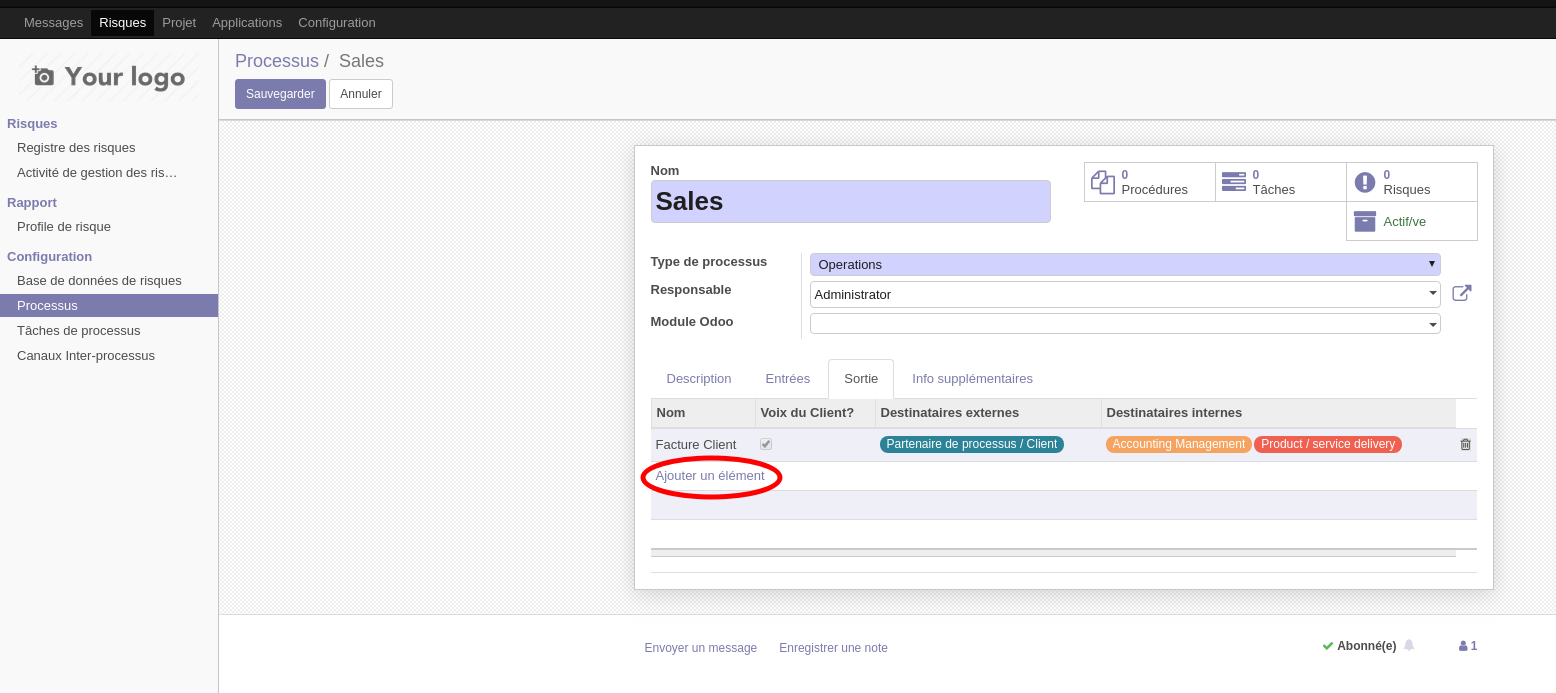 Messages Risques Projet Applications Configuration
Your logo
Risques
Registre des risques
Activité de gestion des ris…
Rapport
Profile de risque
Configuration
Base de données de risques
Processus
Tâches de processus
Canaux Inter-processus
Processus / Sales
Sauvegarder Annuler
Nom
Sales
0 Procédures
0 Tâches
0 Risques
Actif/ve
Type de processus Operations
Responsable Administrator
Module Odoo
Description Entrées Sortie Info supplémentaires
Nom Voix du Client? Destinataires externes Destinataires internes
Facture Client Partenaire de processus / Client Accounting Management Product / service delivery
Ajouter un élément
Envoyer un message Enregistrer une note Abonné(e) 1